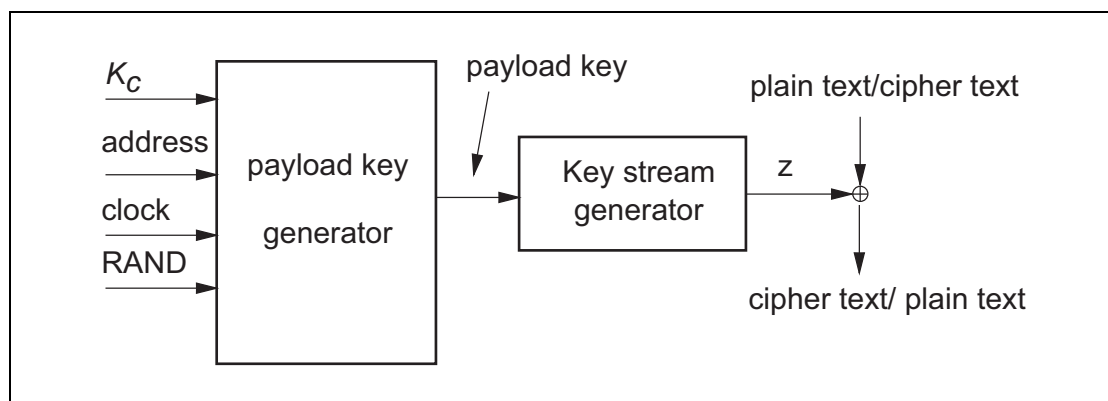 Kc
address
clock
RAND
payload key
generator
payload key
Key stream
generator
z
plain text/cipher text
cipher text/ plain text